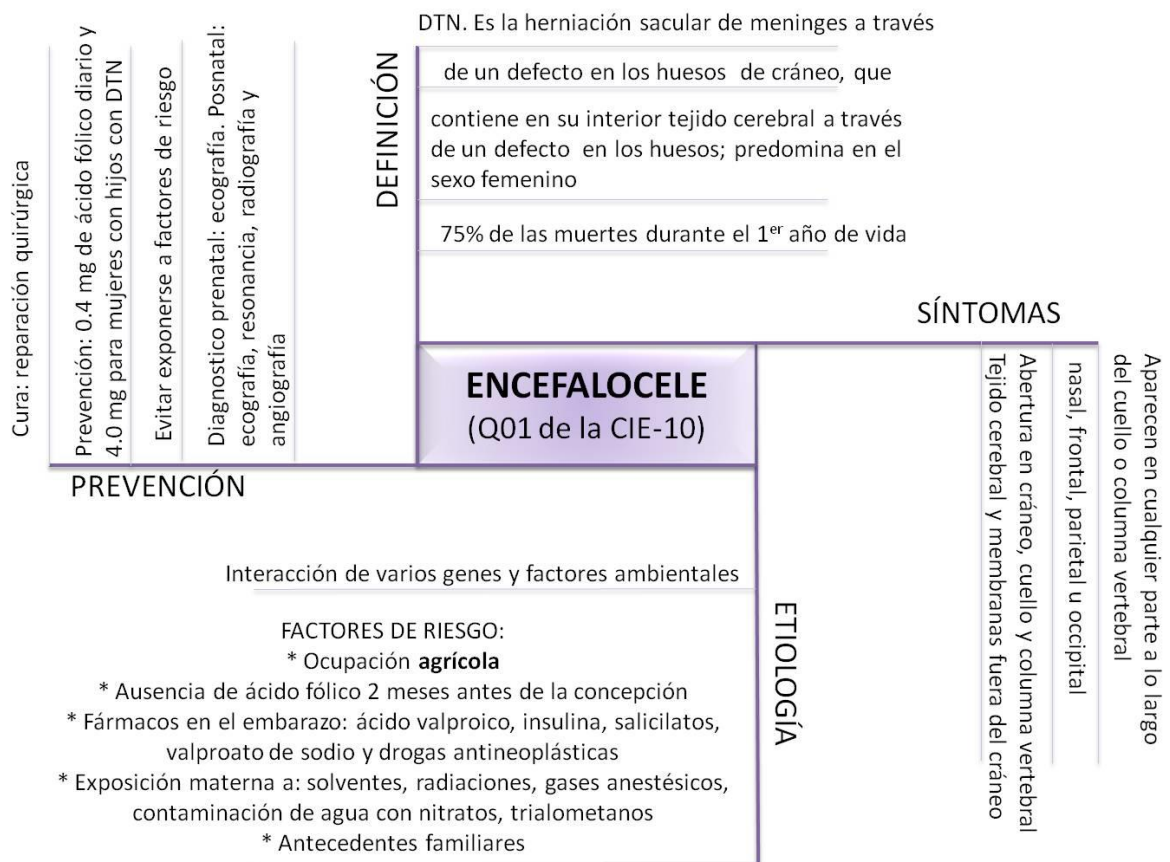 DEFINICIÓN
DTN. Es la herniación sacular de meninges a través
de un defecto en los huesos de cráneo, que
contiene en su interior tejido cerebral a través
de un defecto en los huesos; predomina en el
sexo femenino
75% de las muertes durante el 1er año de vida
Cura: reparación quirúrgica
Prevención: 0.4 mg de ácido fólico diario y
4.0 mg para mujeres con hijos con DTN
Evitar exponerse a factores de riesgo
Diagnostico prenatal: ecografía. Posnatal:
ecografía, resonancia, radiografía y
angiografía
PREVENCIÓN
ENCEFALOCELE
(Q01 de la CIE-10)
SÍNTOMAS
Aparecen en cualquier parte a lo largo
del cuello o columna vertebral
nasal, frontal, parietal u occipital
Abertura en cráneo, cuello y columna vertebral
Tejido cerebral y membranas fuera del cráneo
ETIOLOGÍA
Interacción de varios genes y factores ambientales
FACTORES DE RIESGO:
* Ocupación agrícola
* Ausencia de ácido fólico 2 meses antes de la concepción
* Fármacos en el embarazo: ácido valproico, insulina, salicilatos,
valproato de sodio y drogas antineoplásticas
* Exposición materna a: solventes, radiaciones, gases anestésicos,
contaminación de agua con nitratos, trialometanos
* Antecedentes familiares